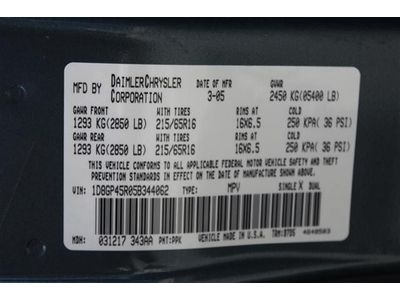 MFD BY DAIMLERCHRYSLER CORPORATION DATE OF MFR 3-05 GVWR 2450 KG(05400 LB)
GAWR FRONT WITH TIRES RIMS AT COLD
1293 KG(2850 LB) 215/65R16 16X6.5 250 KPA( 36 PSI)
GAWR REAR WITH TIRES RIMS AT COLD
1293 KG(2850 LB) 215/65R16 16X6.5 250 KPA( 36 PSI)
THIS VEHICLE CONFORMS TO ALL APPLICABLE U.S.A. FEDERAL MOTOR VEHICLE SAFETY, BUMPER AND
THEFT PREVENTION STANDARDS IN EFFECT ON THE DATE OF MANUFACTURE SHOWN ABOVE.
VIN: 1D8GP45R05B344062 TYPE: MPV SINGLE X DUAL
MDH: 031217 343AA PNT:PPK VEHICLE MADE IN U.S.A. TRM:B7D5 4648503